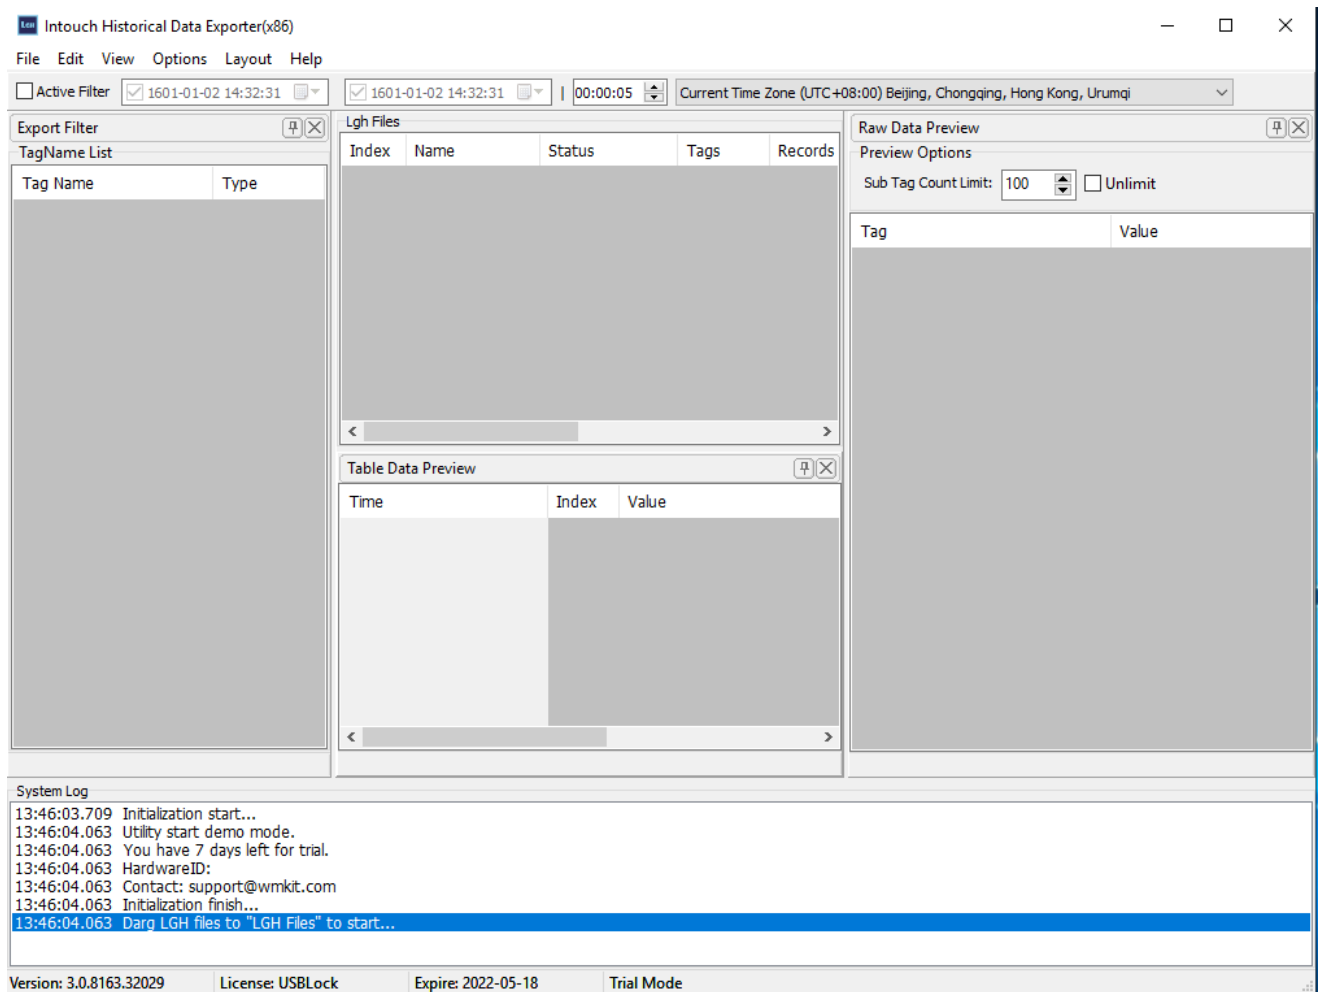 Lgh Intouch Historical Data Exporter(x86)
File Edit View Options Layout Help
Active Filter 1601-01-02 14:32:31 1601-01-02 14:32:31 | 00:00:05 Current Time Zone (UTC+08:00) Beijing, Chongqing, Hong Kong, Urumqi
Export Filter
TagName List
Tag Name Type
Lgh Files
Index Name Status Tags Records
Table Data Preview
Time Index Value
Raw Data Preview
Preview Options
Sub Tag Count Limit: 100 Unlimit
Tag Value
System Log
13:46:03.709 Initialization start...
13:46:04.063 Utility start demo mode.
13:46:04.063 You have 7 days left for trial.
13:46:04.063 HardwareID:
13:46:04.063 Contact: support@wmkit.com
13:46:04.063 Initialization finish...
13:46:04.063 Darg LGH files to "LGH Files" to start...
Version: 3.0.8163.32029 License: USBLock Expire: 2022-05-18 Trial Mode